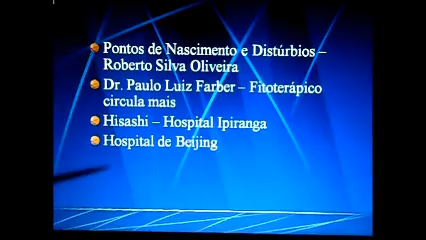 Pontos de Nascimento e Distúrbios –
Roberto Silva Oliveira
Dr. Paulo Luiz Farber – Fitoterápico
circula mais
Hisashi – Hospital Ipiranga
Hospital de Beijing